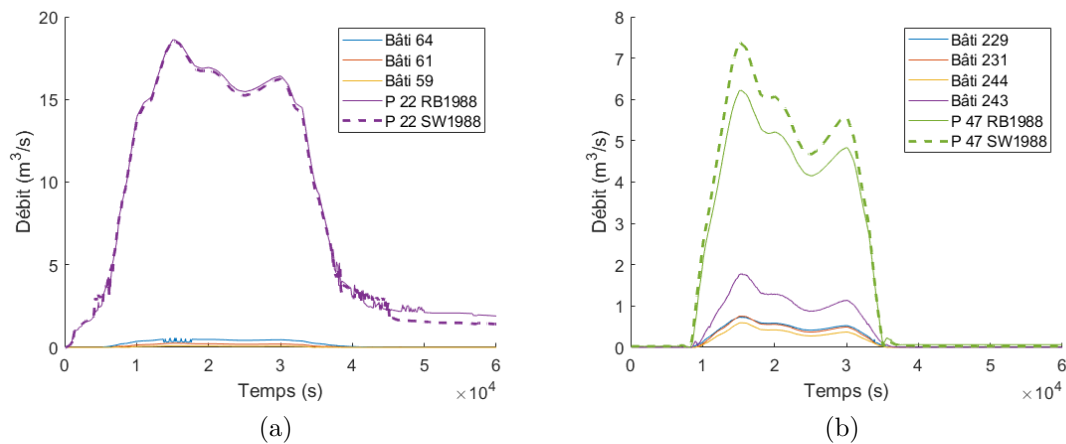 20
15
10
5
0
Débit (m³/s)
0 1 2 3 4 5 6
Temps (s)
×10⁴
Bâti 64
Bâti 61
Bâti 59
P 22 RB1988
P 22 SW1988
(a)
8
7
6
5
4
3
2
1
0
Débit (m³/s)
0 1 2 3 4 5 6
Temps (s)
×10⁴
Bâti 229
Bâti 231
Bâti 244
Bâti 243
P 47 RB1988
P 47 SW1988
(b)